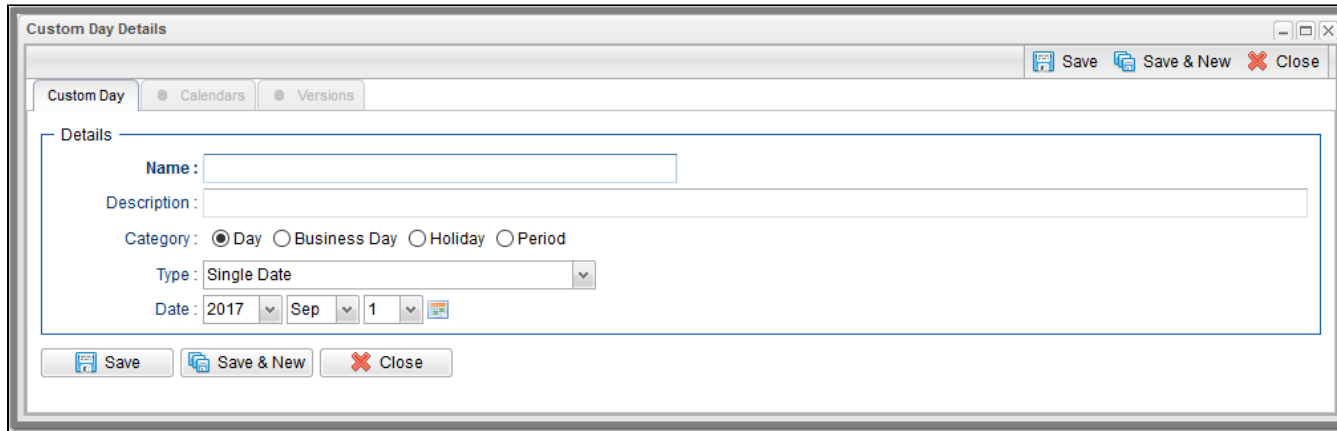 Custom Day Details
Save Save & New Close
Custom Day Calendars Versions
Details
Name :
Description :
Category : Day Business Day Holiday Period
Type : Single Date
Date : 2017 Sep 1
Save Save & New Close